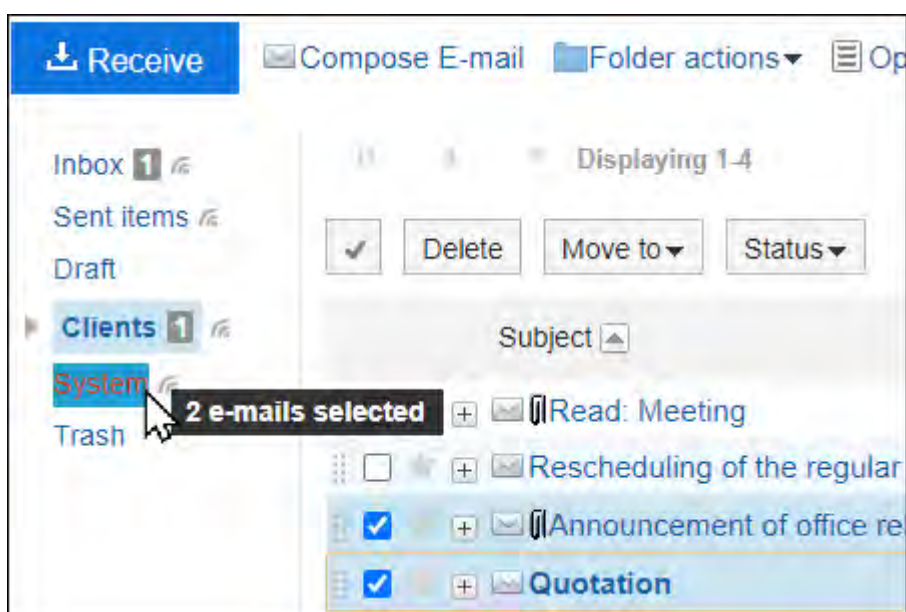 Receive Compose E-mail Folder actions Op
Inbox 1
Sent items
Draft
Clients 1
System
Trash
Displaying 1-4
Delete Move to Status
Subject
2 e-mails selected
Read: Meeting
Rescheduling of the regular
Announcement of office re
Quotation